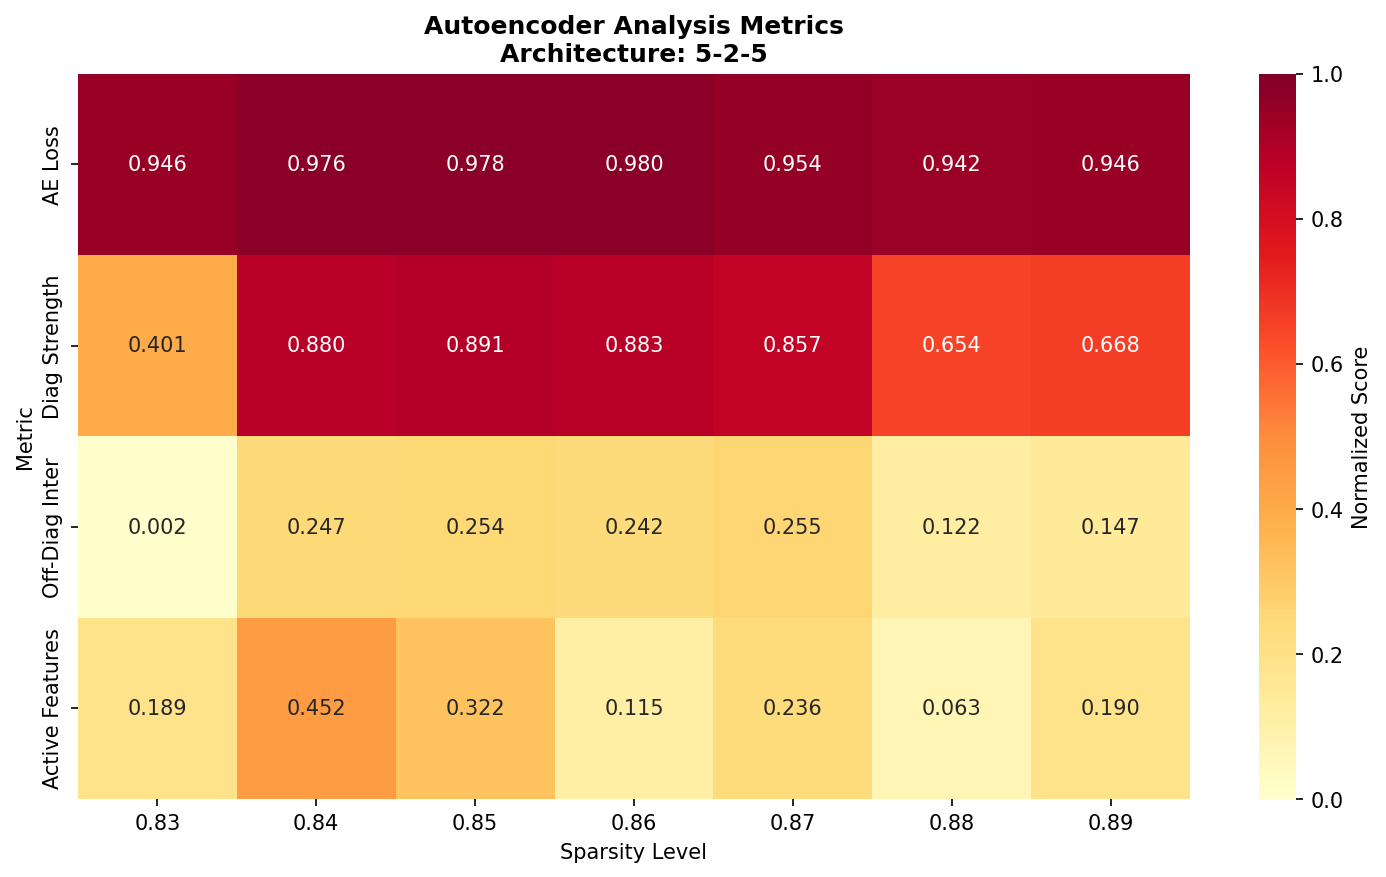 Autoencoder Analysis Metrics
Architecture: 5-2-5
Metric
AE Loss
0.946 0.976 0.978 0.980 0.954 0.942 0.946
Diag Strength
0.401 0.880 0.891 0.883 0.857 0.654 0.668
Off-Diag Inter
0.002 0.247 0.254 0.242 0.255 0.122 0.147
Active Features
0.189 0.452 0.322 0.115 0.236 0.063 0.190
0.83 0.84 0.85 0.86 0.87 0.88 0.89
Sparsity Level
1.0
0.8
0.6
0.4
0.2
0.0
Normalized Score